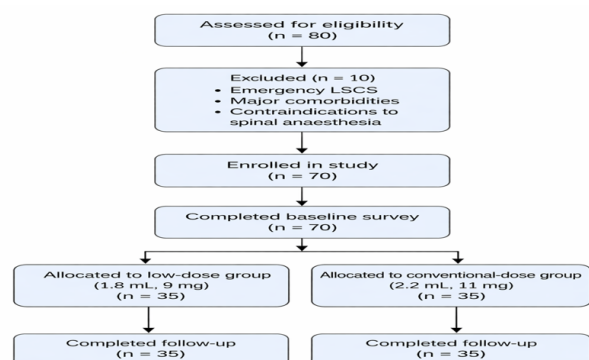 Assessed for eligibility
(n = 80)
Excluded (n = 10)
• Emergency LSCS
• Major comorbidities
• Contraindications to
spinal anaesthesia
Enrolled in study
(n = 70)
Completed baseline survey
(n = 70)
Allocated to low-dose group
(1.8 mL, 9 mg)
(n = 35)
Allocated to conventional-dose group
(2.2 mL, 11 mg)
(n = 35)
Completed follow-up
(n = 35)
Completed follow-up
(n = 35)